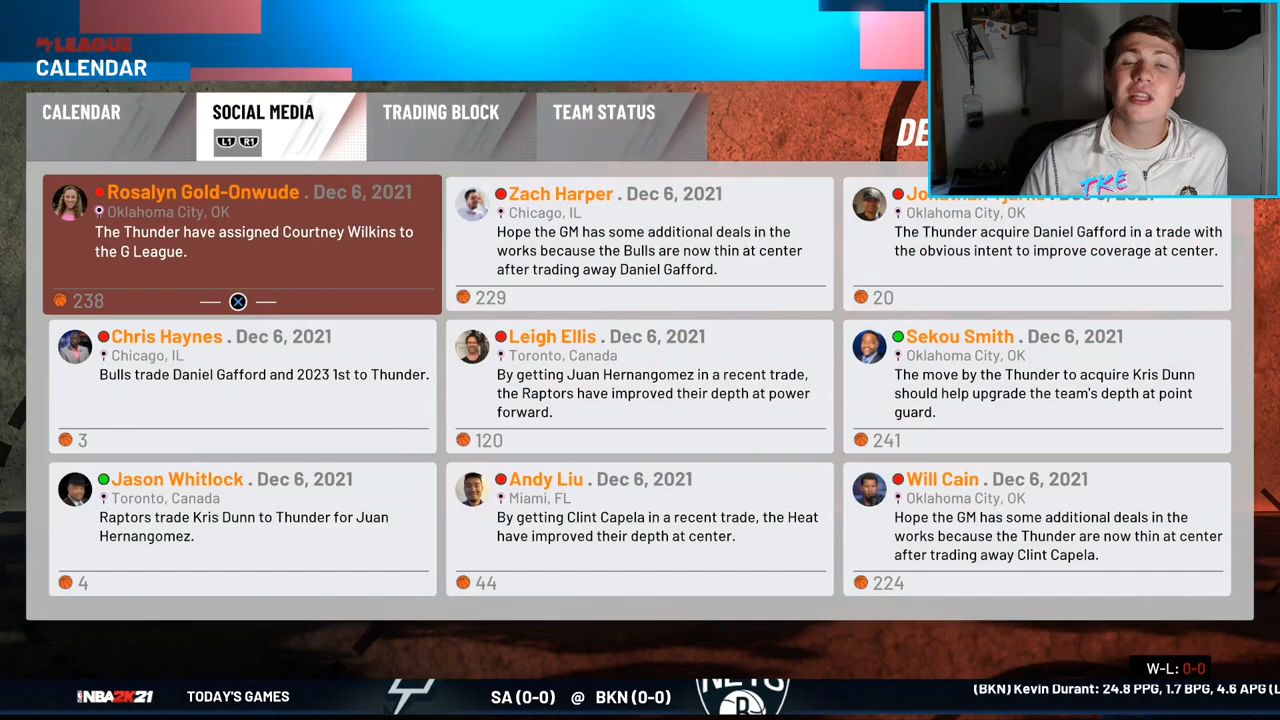 MyLEAGUE
CALENDAR
CALENDAR
SOCIAL MEDIA
TRADING BLOCK
TEAM STATUS
L1 R1
DE
TKE
Rosalyn Gold-Onwude . Dec 6, 2021
Oklahoma City, OK
The Thunder have assigned Courtney Wilkins to
the G League.
238
Zach Harper . Dec 6, 2021
Chicago, IL
Hope the GM has some additional deals in the
works because the Bulls are now thin at center
after trading away Daniel Gafford.
229
Oklahoma City, OK
The Thunder acquire Daniel Gafford in a trade with
the obvious intent to improve coverage at center.
20
Chris Haynes . Dec 6, 2021
Chicago, IL
Bulls trade Daniel Gafford and 2023 1st to Thunder.
3
Leigh Ellis . Dec 6, 2021
Toronto, Canada
By getting Juan Hernangomez in a recent trade,
the Raptors have improved their depth at power
forward.
120
Sekou Smith . Dec 6, 2021
Oklahoma City, OK
The move by the Thunder to acquire Kris Dunn
should help upgrade the team's depth at point
guard.
241
Jason Whitlock . Dec 6, 2021
Toronto, Canada
Raptors trade Kris Dunn to Thunder for Juan
Hernangomez.
4
Andy Liu . Dec 6, 2021
Miami, FL
By getting Clint Capela in a recent trade, the Heat
have improved their depth at center.
44
Will Cain . Dec 6, 2021
Oklahoma City, OK
Hope the GM has some additional deals in the
works because the Thunder are now thin at center
after trading away Clint Capela.
224
W-L: 0-0
NBA2K21
TODAY'S GAMES
SA (0-0) @ BKN (0-0)
NETS
B
(BKN) Kevin Durant: 24.8 PPG, 1.7 BPG, 4.6 APG (L